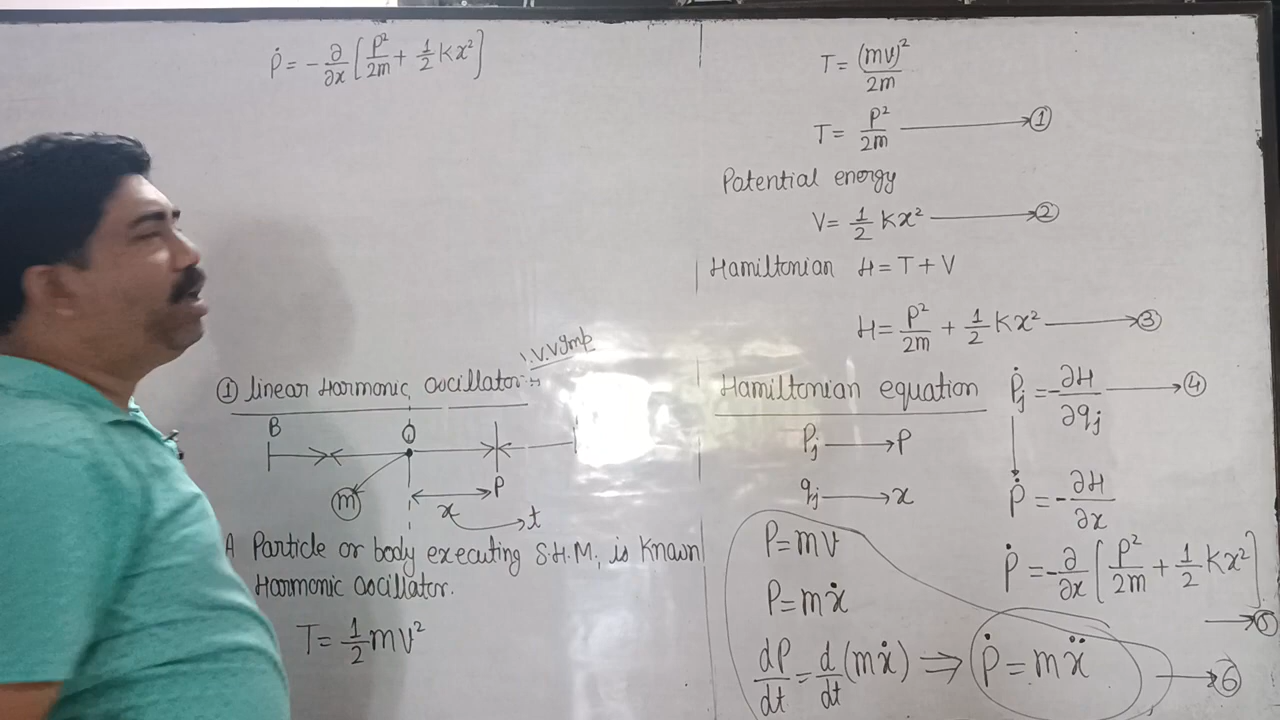 Ṗ = -∂/∂x [P²/2m + 1/2 Kx²]
① linear Harmonic oscillator :-
V.V Imp
B
O
m
P
x
t
A Particle or body executing S.H.M, is Known
Harmonic oscillator.
T = 1/2 mv²
T = (mv)²/2m
T = P²/2m ⟶ ①
Potential energy
V = 1/2 Kx² ⟶ ②
Hamiltonian H = T + V
H = P²/2m + 1/2 Kx² ⟶ ③
Hamiltonian equation Ṗj = -∂H/∂qj ⟶ ④
Pj ⟶ P
qj ⟶ x
Ṗ = -∂H/∂x
Ṗ = -∂/∂x [P²/2m + 1/2 Kx²]
⟶ ⑤
P = mv
P = mẋ
dP/dt = d/dt (mẋ) ⇒ Ṗ = mẍ ⟶ ⑥